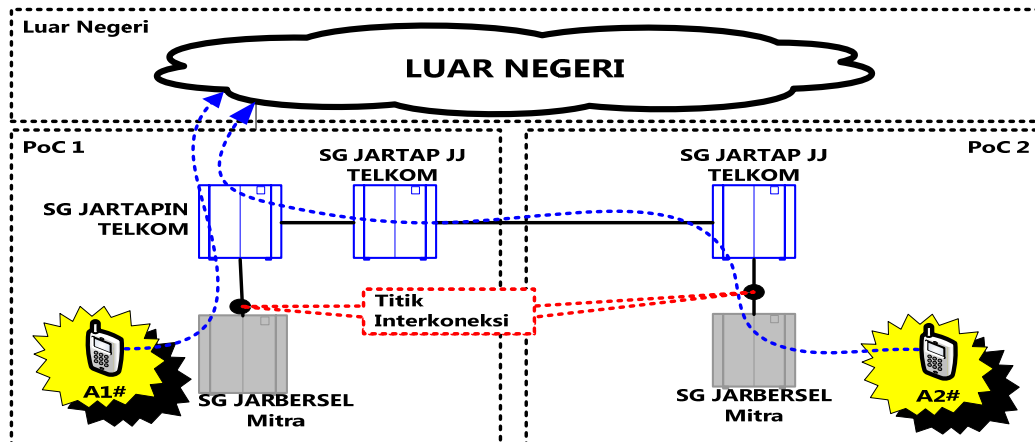 Luar Negeri
LUAR NEGERI
PoC 1
PoC 2
SG JARTAP JJ
TELKOM
SG JARTAP JJ
TELKOM
SG JARTAPIN
TELKOM
Titik
Interkoneksi
A1#
A2#
SG JARBERSEL
Mitra
SG JARBERSEL
Mitra